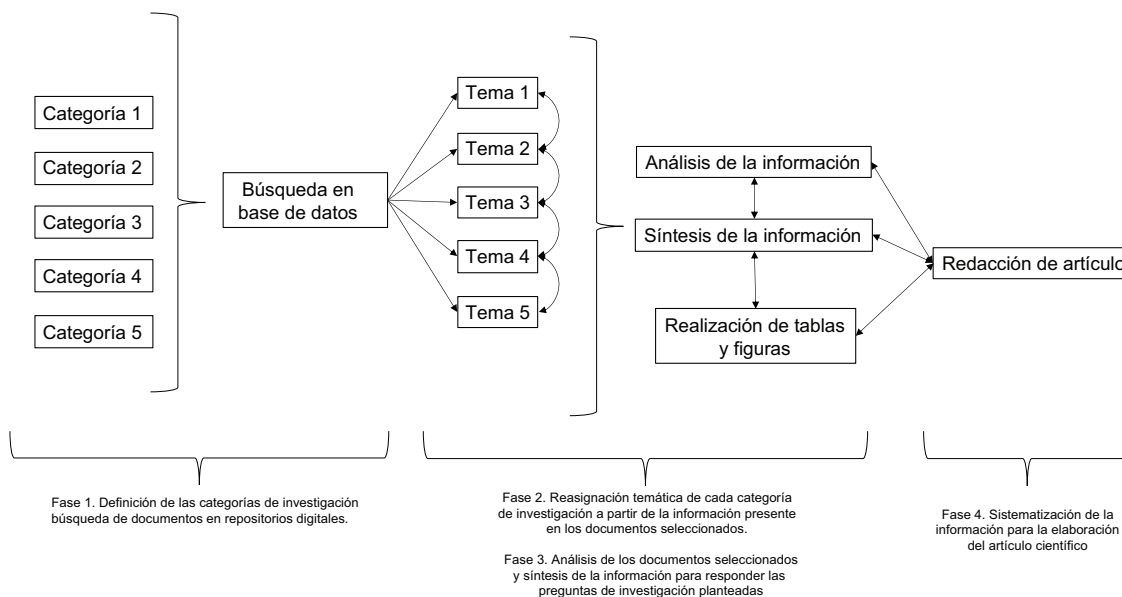 Categoría 1
Categoría 2
Categoría 3
Categoría 4
Categoría 5
Búsqueda en
base de datos
Tema 1
Tema 2
Tema 3
Tema 4
Tema 5
Análisis de la información
Síntesis de la información
Realización de tablas
y figuras
Redacción de artículo
Fase 1. Definición de las categorías de investigación
búsqueda de documentos en repositorios digitales.
Fase 2. Reasignación temática de cada categoría
de investigación a partir de la información presente
en los documentos seleccionados.
Fase 3. Análisis de los documentos seleccionados
y síntesis de la información para responder las
preguntas de investigación planteadas
Fase 4. Sistematización de la
información para la elaboración
del artículo científico